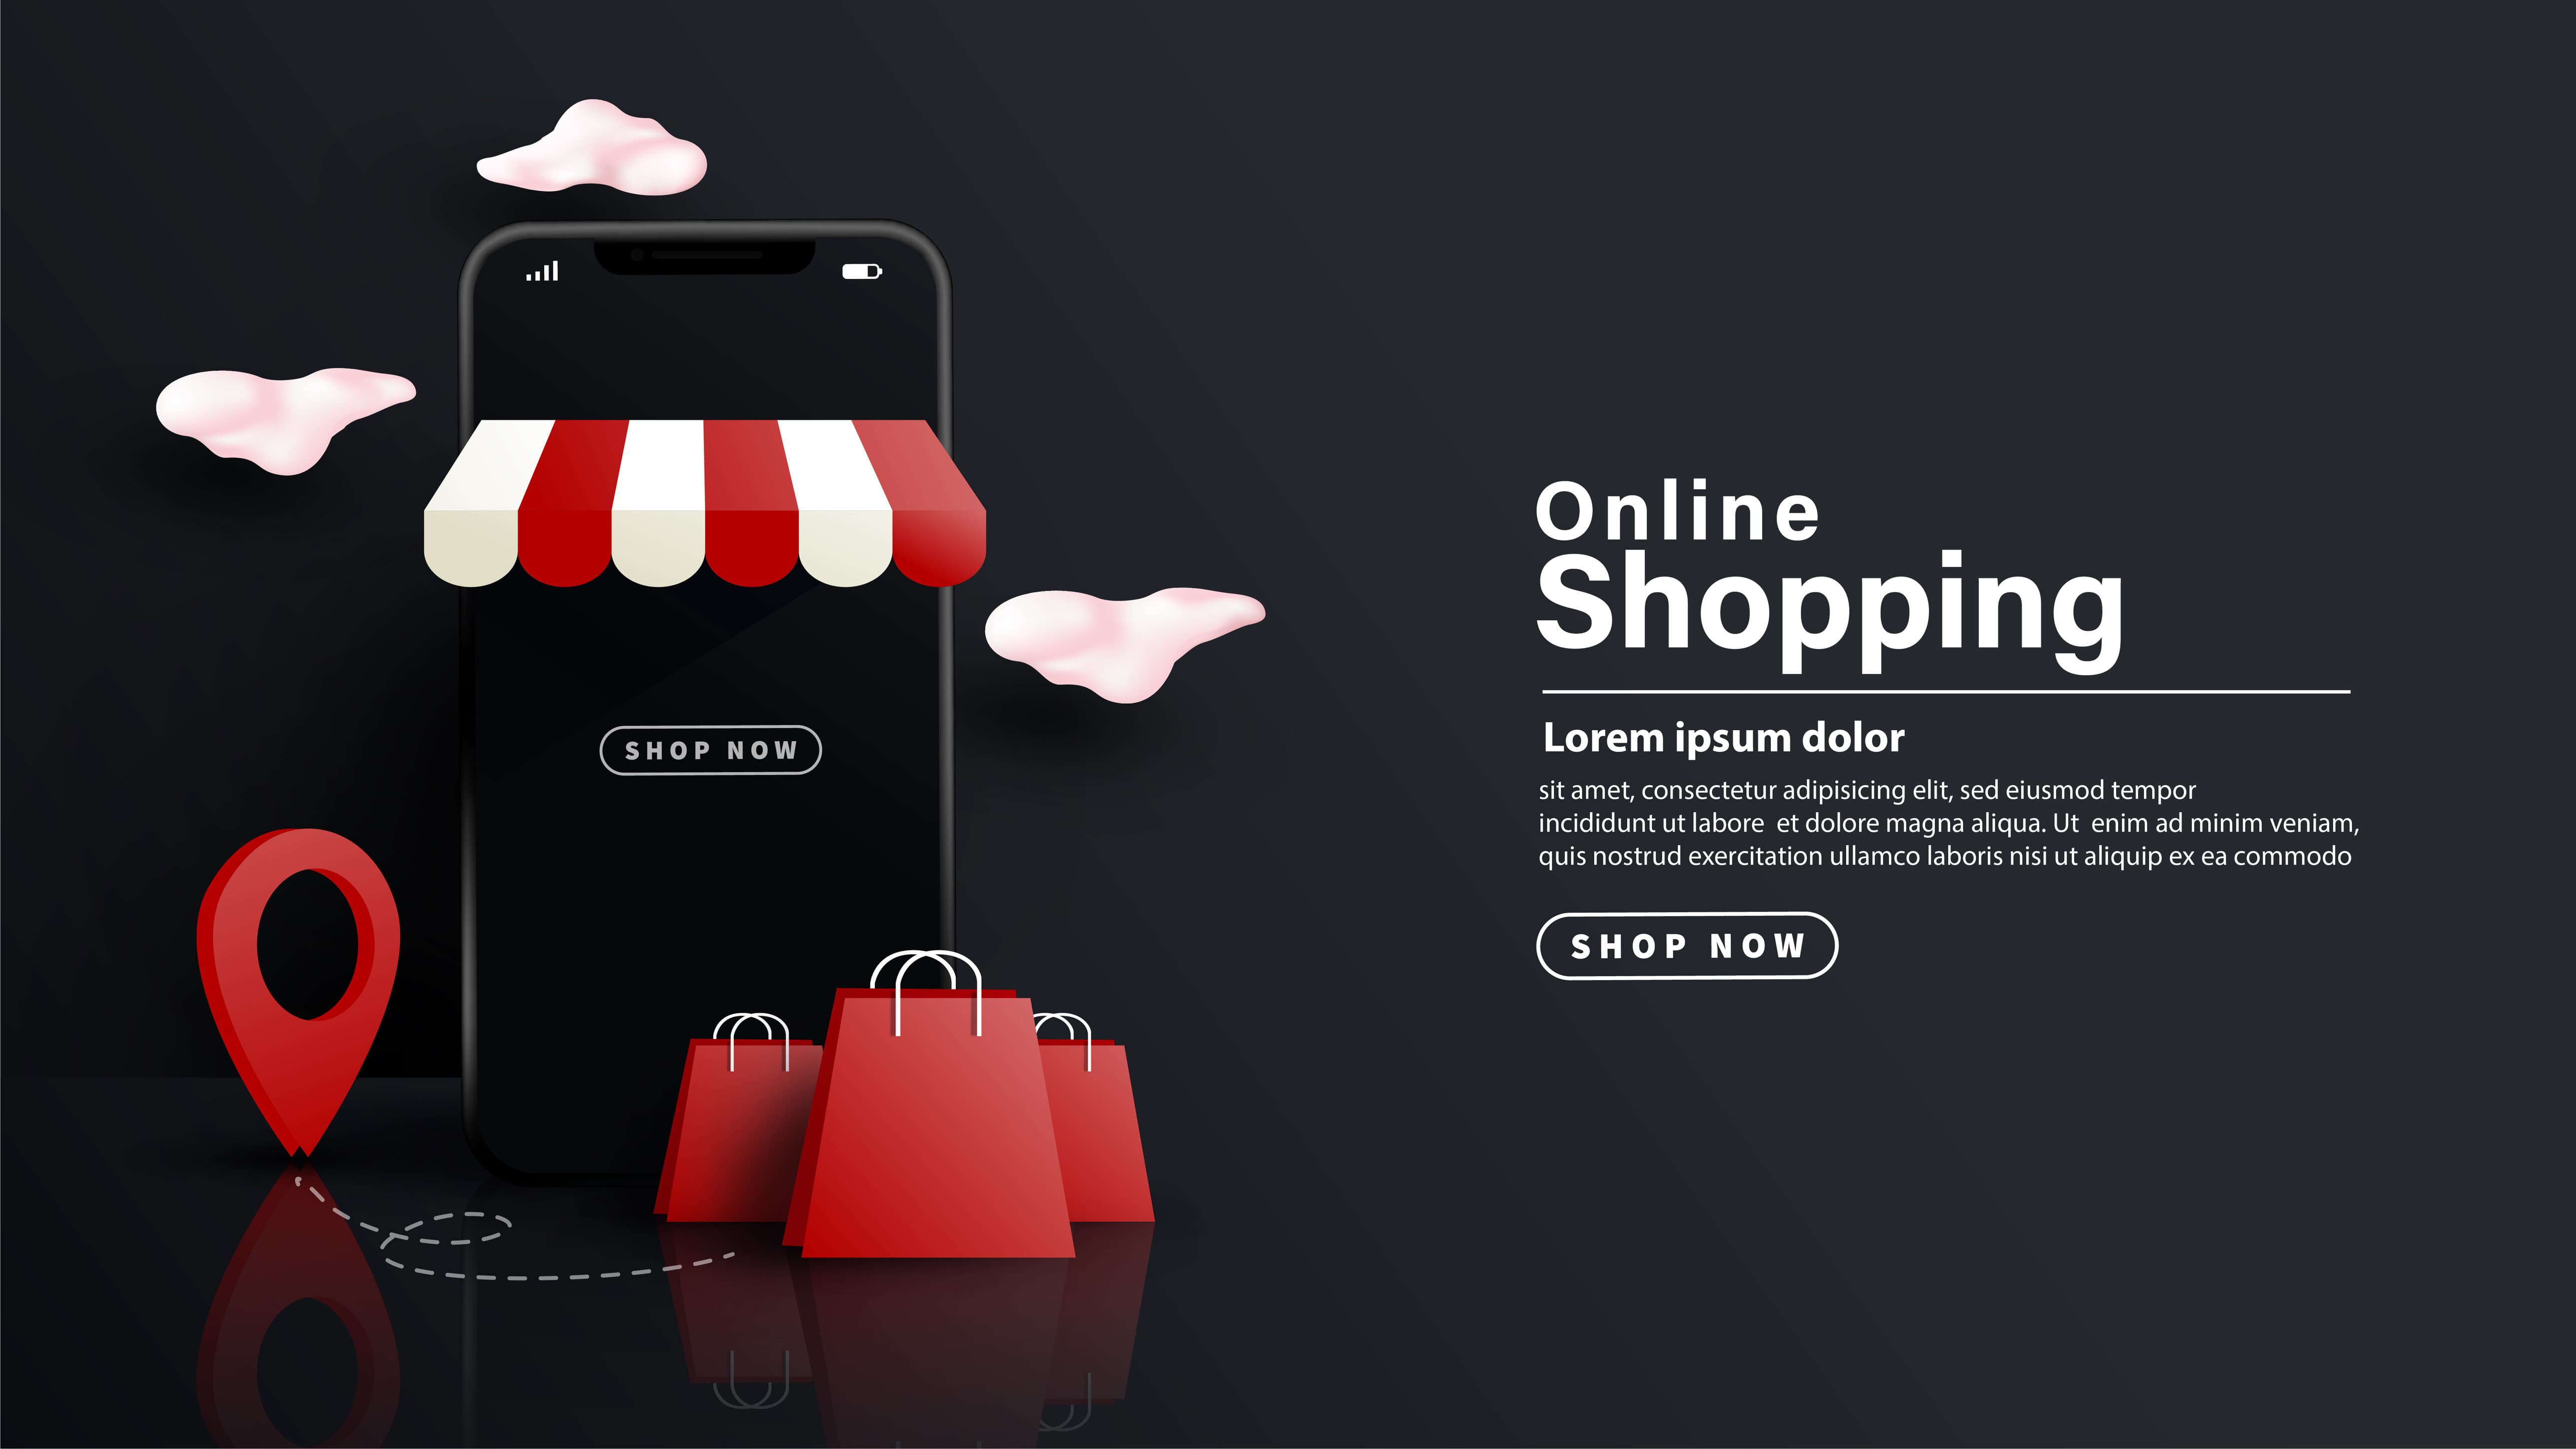 SHOP NOW
Online
Shopping
Lorem ipsum dolor
sit amet, consectetur adipisicing elit, sed eiusmod tempor
incididunt ut labore et dolore magna aliqua. Ut enim ad minim veniam,
quis nostrud exercitation ullamco laboris nisi ut aliquip ex ea commodo
SHOP NOW